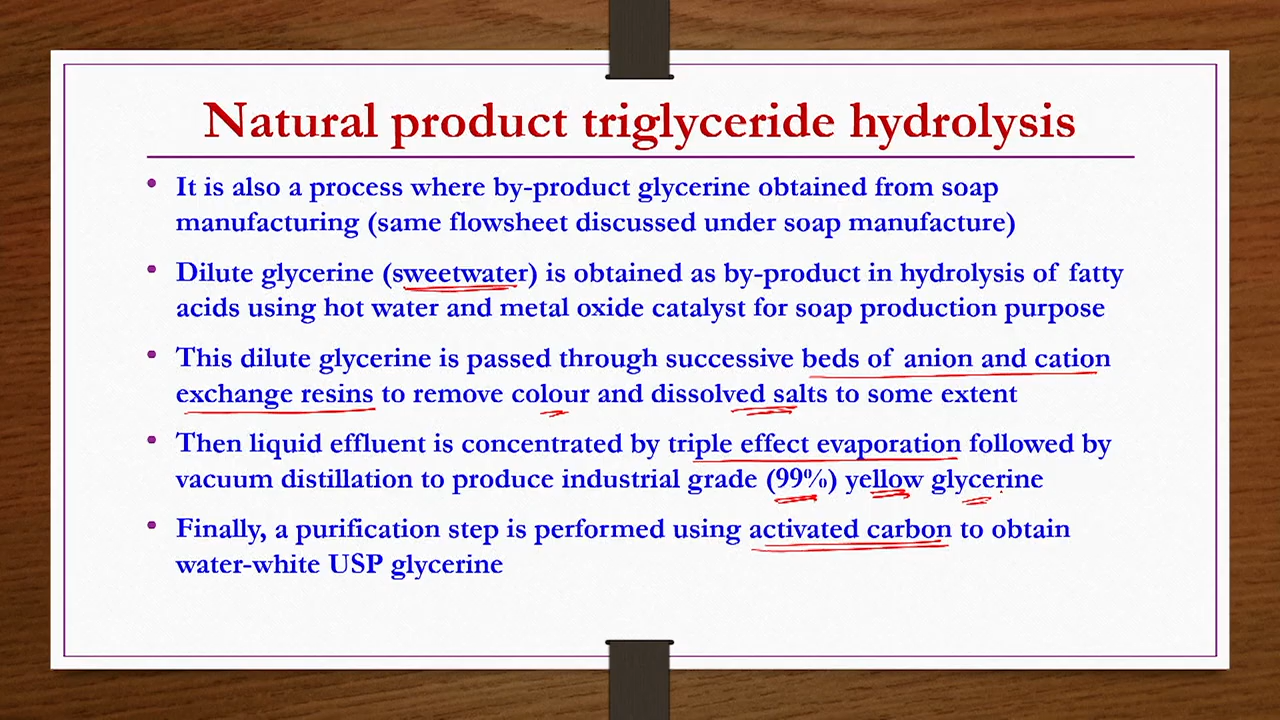 Natural product triglyceride hydrolysis
• It is also a process where by-product glycerine obtained from soap
manufacturing (same flowsheet discussed under soap manufacture)
• Dilute glycerine (sweetwater) is obtained as by-product in hydrolysis of fatty
acids using hot water and metal oxide catalyst for soap production purpose
• This dilute glycerine is passed through successive beds of anion and cation
exchange resins to remove colour and dissolved salts to some extent
• Then liquid effluent is concentrated by triple effect evaporation followed by
vacuum distillation to produce industrial grade (99%) yellow glycerine
• Finally, a purification step is performed using activated carbon to obtain
water-white USP glycerine